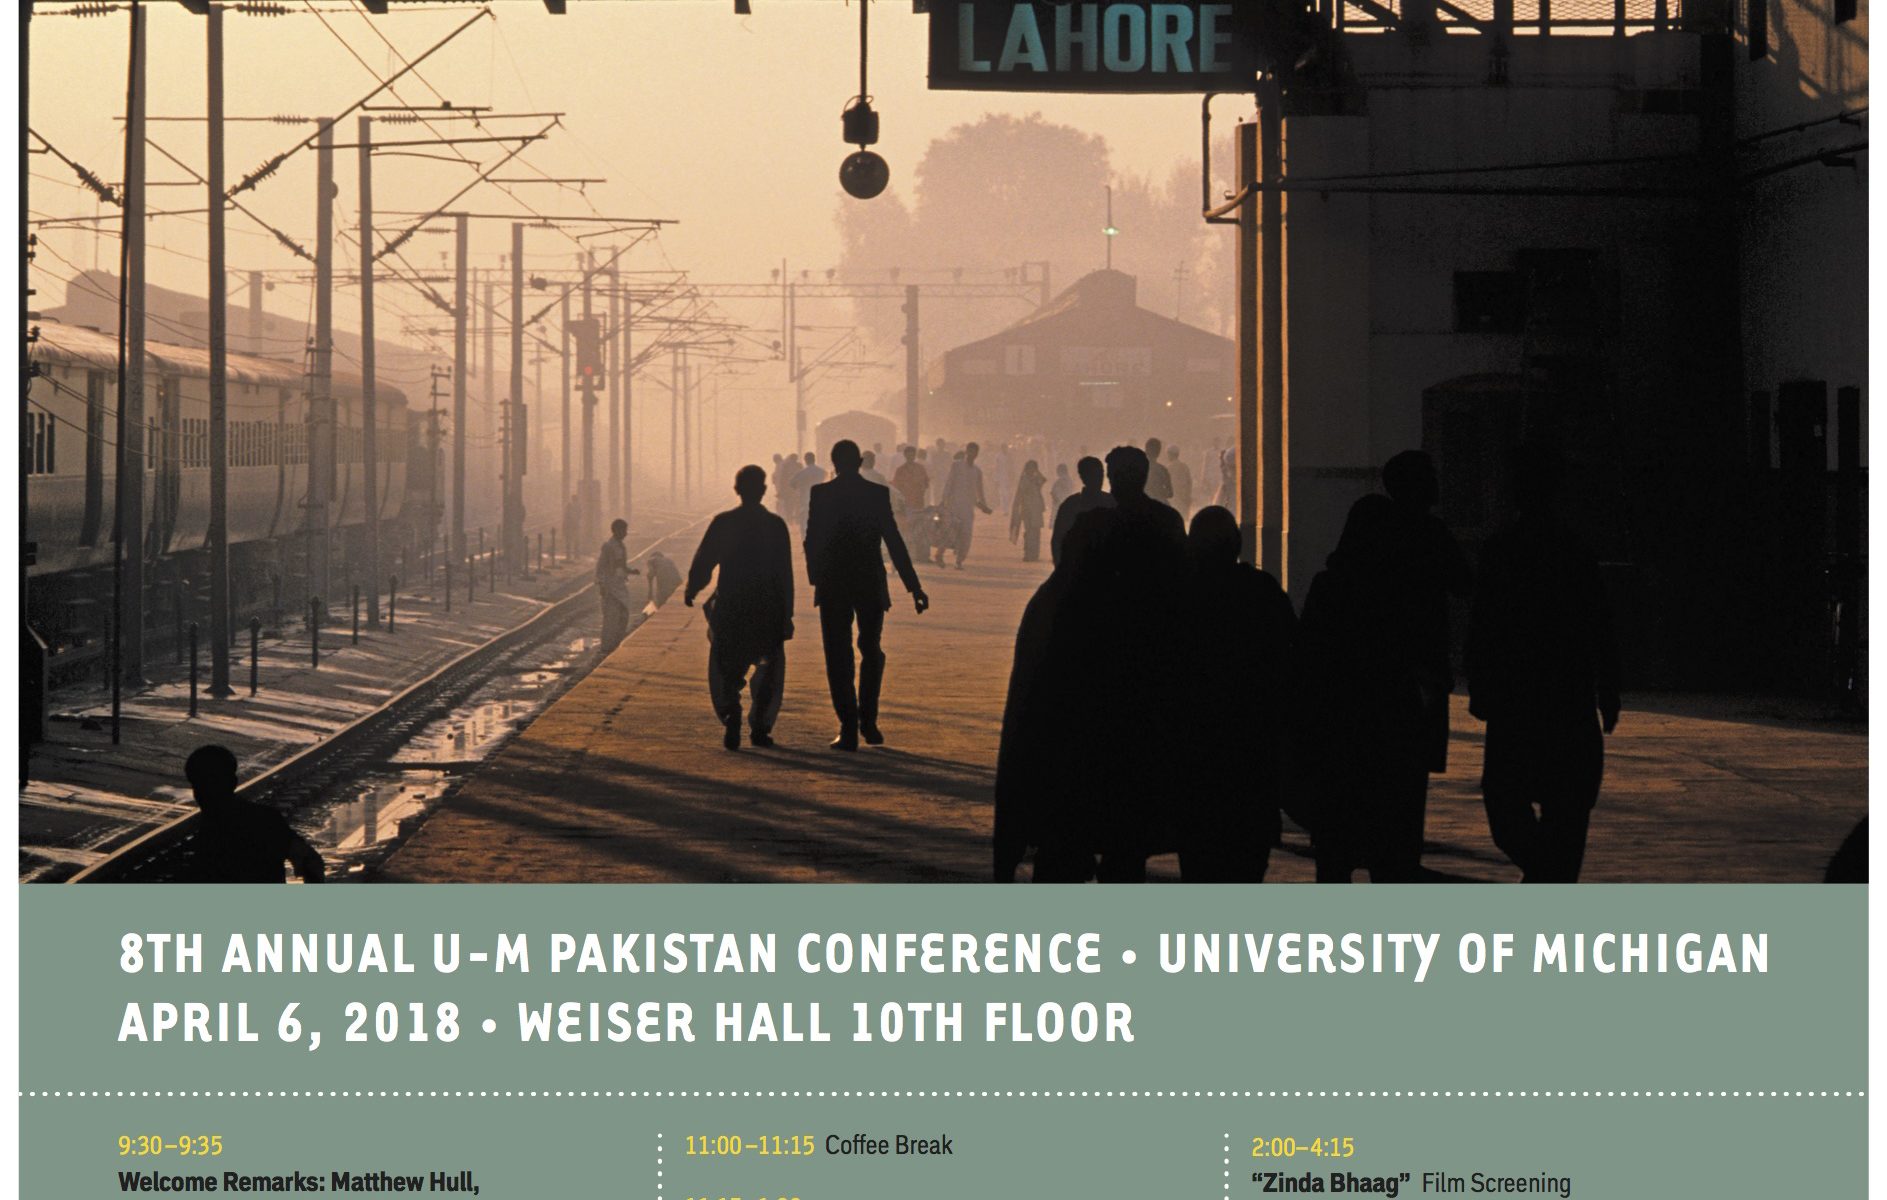 LAHORE
8TH ANNUAL U-M PAKISTAN CONFERENCE • UNIVERSITY OF MICHIGAN
APRIL 6, 2018 • WEISER HALL 10TH FLOOR
9:30–9:35
Welcome Remarks: Matthew Hull,
11:00–11:15 Coffee Break
2:00–4:15
“Zinda Bhaag” Film Screening